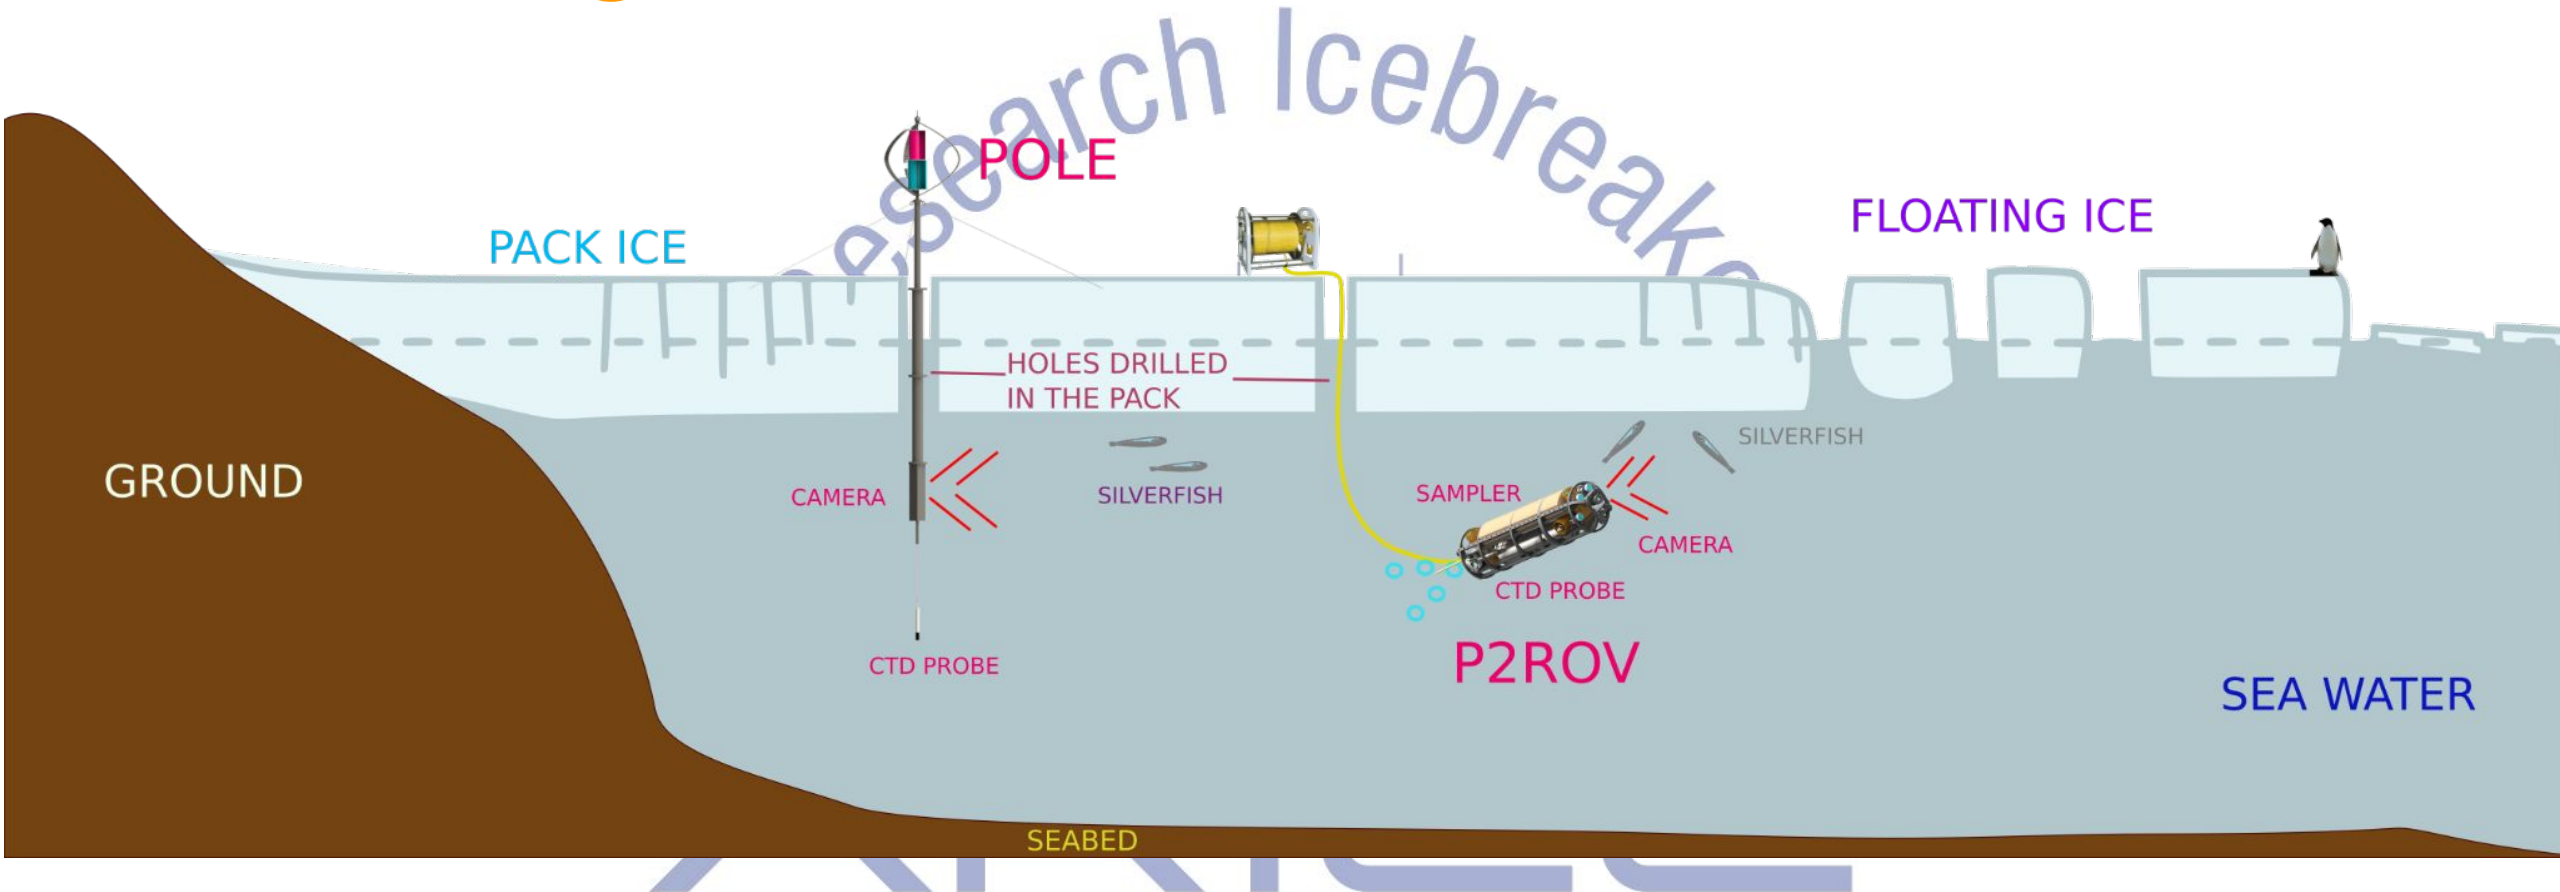 Research Icebreake
POLE
PACK ICE
FLOATING ICE
HOLES DRILLED
IN THE PACK
GROUND
CAMERA
SILVERFISH
SAMPLER
SILVERFISH
CAMERA
CTD PROBE
CTD PROBE
P2ROV
SEA WATER
SEABED